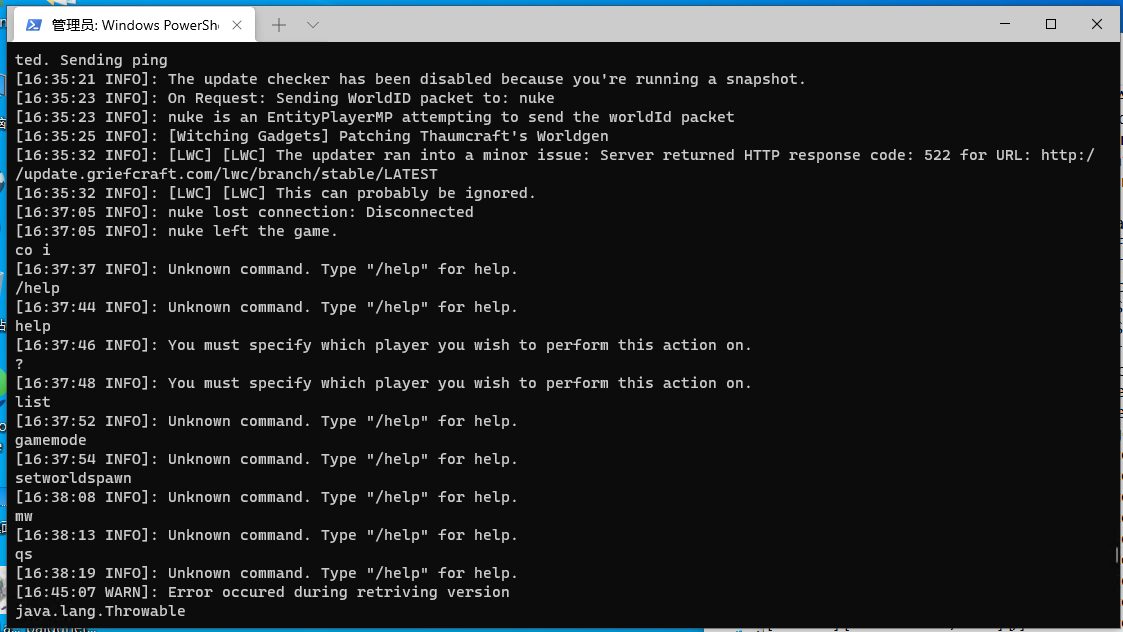 管理员: Windows PowerShe
ted. Sending ping
[16:35:21 INFO]: The update checker has been disabled because you're running a snapshot.
[16:35:23 INFO]: On Request: Sending WorldID packet to: nuke
[16:35:23 INFO]: nuke is an EntityPlayerMP attempting to send the worldId packet
[16:35:25 INFO]: [Witching Gadgets] Patching Thaumcraft's Worldgen
[16:35:32 INFO]: [LWC] [LWC] The updater ran into a minor issue: Server returned HTTP response code: 522 for URL: http:/
/update.griefcraft.com/lwc/branch/stable/LATEST
[16:35:32 INFO]: [LWC] [LWC] This can probably be ignored.
[16:37:05 INFO]: nuke lost connection: Disconnected
[16:37:05 INFO]: nuke left the game.
co i
[16:37:37 INFO]: Unknown command. Type "/help" for help.
/help
[16:37:44 INFO]: Unknown command. Type "/help" for help.
help
[16:37:46 INFO]: You must specify which player you wish to perform this action on.
?
[16:37:48 INFO]: You must specify which player you wish to perform this action on.
list
[16:37:52 INFO]: Unknown command. Type "/help" for help.
gamemode
[16:37:54 INFO]: Unknown command. Type "/help" for help.
setworldspawn
[16:38:08 INFO]: Unknown command. Type "/help" for help.
mw
[16:38:13 INFO]: Unknown command. Type "/help" for help.
qs
[16:38:19 INFO]: Unknown command. Type "/help" for help.
[16:45:07 WARN]: Error occured during retriving version
java.lang.Throwable